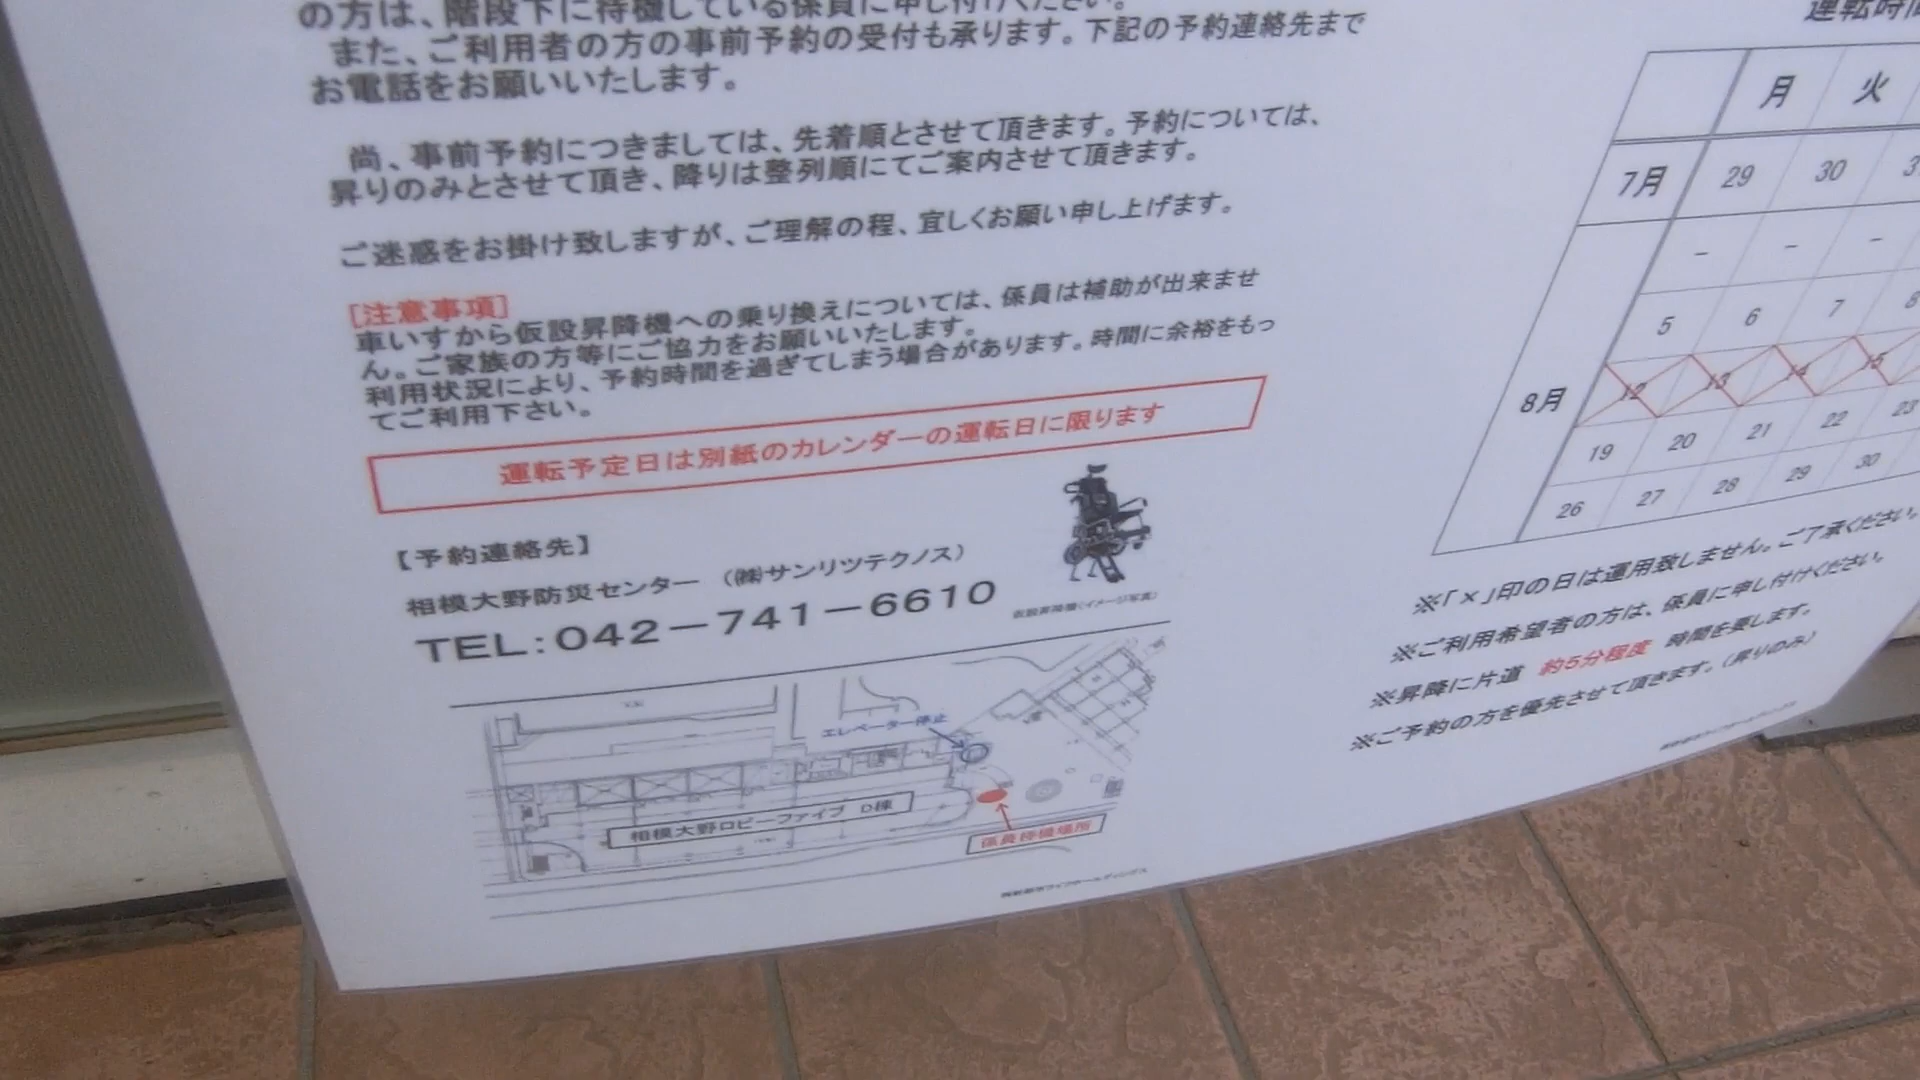 の方は、階段下に待機している係員に申し付けください。
また、ご利用者の方の事前予約の受付も承ります。下記の予約連絡先まで
お電話をお願いいたします。
尚、事前予約につきましては、先着順とさせて頂きます。予約については、
昇りのみとさせて頂き、降りは整列順にてご案内させて頂きます。
ご迷惑をお掛け致しますが、ご理解の程、宜しくお願い申し上げます。
[注意事項]
車いすから仮設昇降機への乗り換えについては、係員は補助が出来ませ
ん。ご家族の方等にご協力をお願いいたします。
利用状況により、予約時間を過ぎてしまう場合があります。時間に余裕をもっ
てご利用下さい。
運転予定日は別紙のカレンダーの運転日に限ります
【予約連絡先】
相模大野防災センター （㈱サンリツテクノス）
TEL:042－741－6610
仮設昇降機(イメージ写真)
エレベーター停止
相模大野ロビーファイブ D棟
係員待機場所
運転時間
月 火
7月 29 30
－ － －
5 6 7 8
8月 12 13 14 15
19 20 21 22 23
26 27 28 29 30
※「×」印の日は運用致しません。ご了承ください。
※ご利用希望者の方は、係員に申し付けください。
※昇降に片道 約5分程度 時間を要します。
※ご予約の方を優先させて頂きます。(昇りのみ)